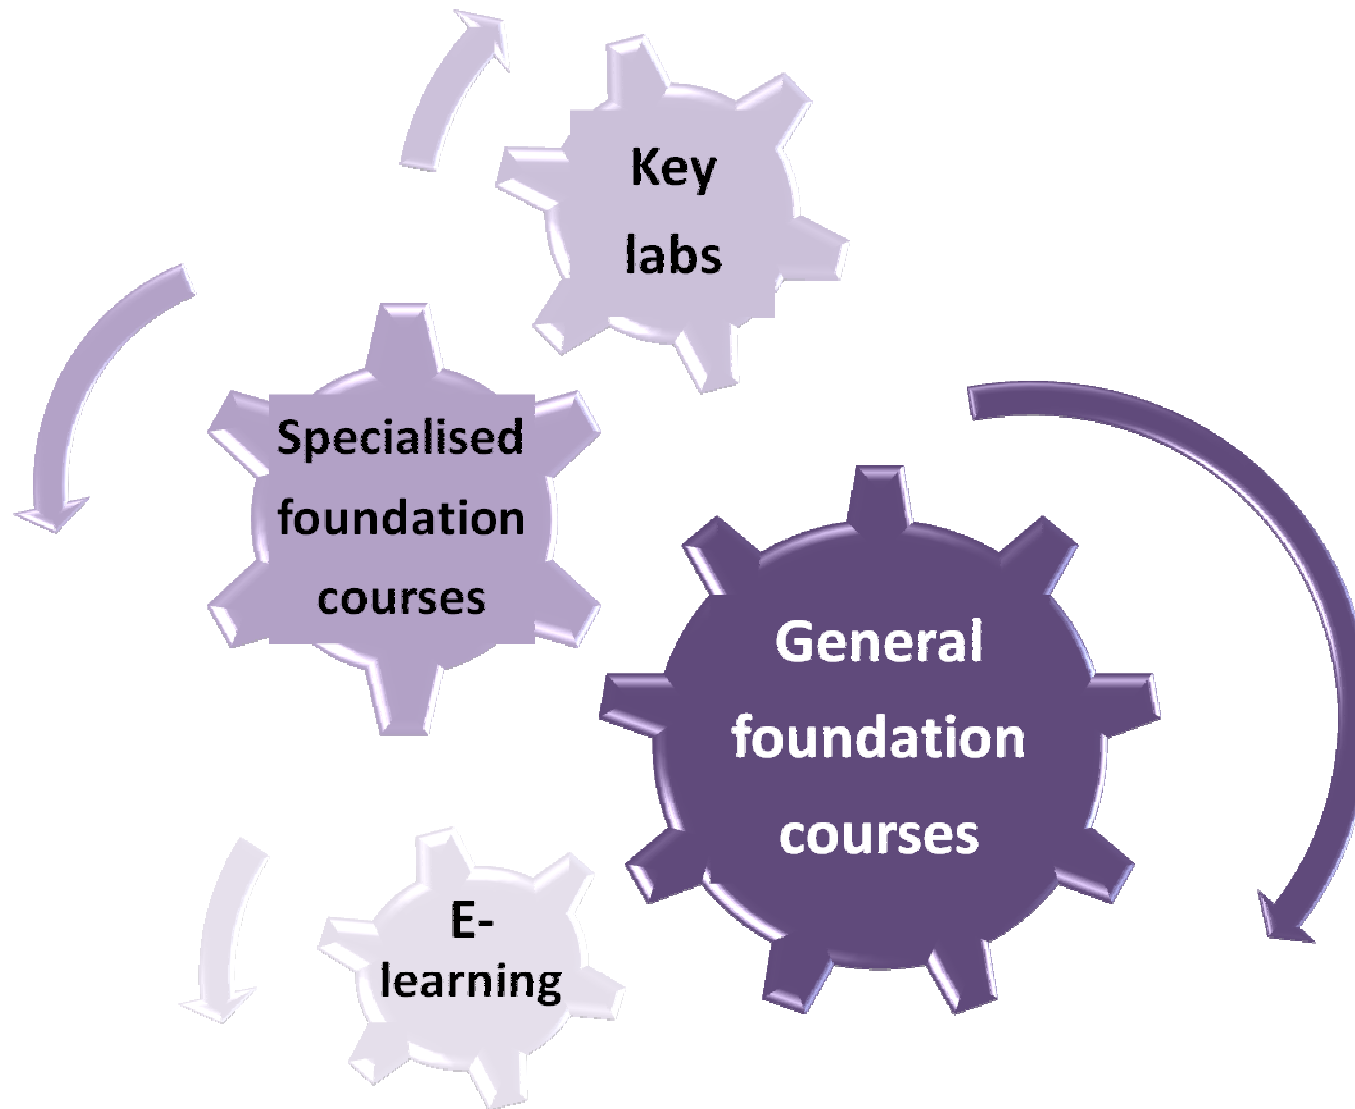 Key
labs
Specialised
foundation
courses
General
foundation
courses
E-
learning